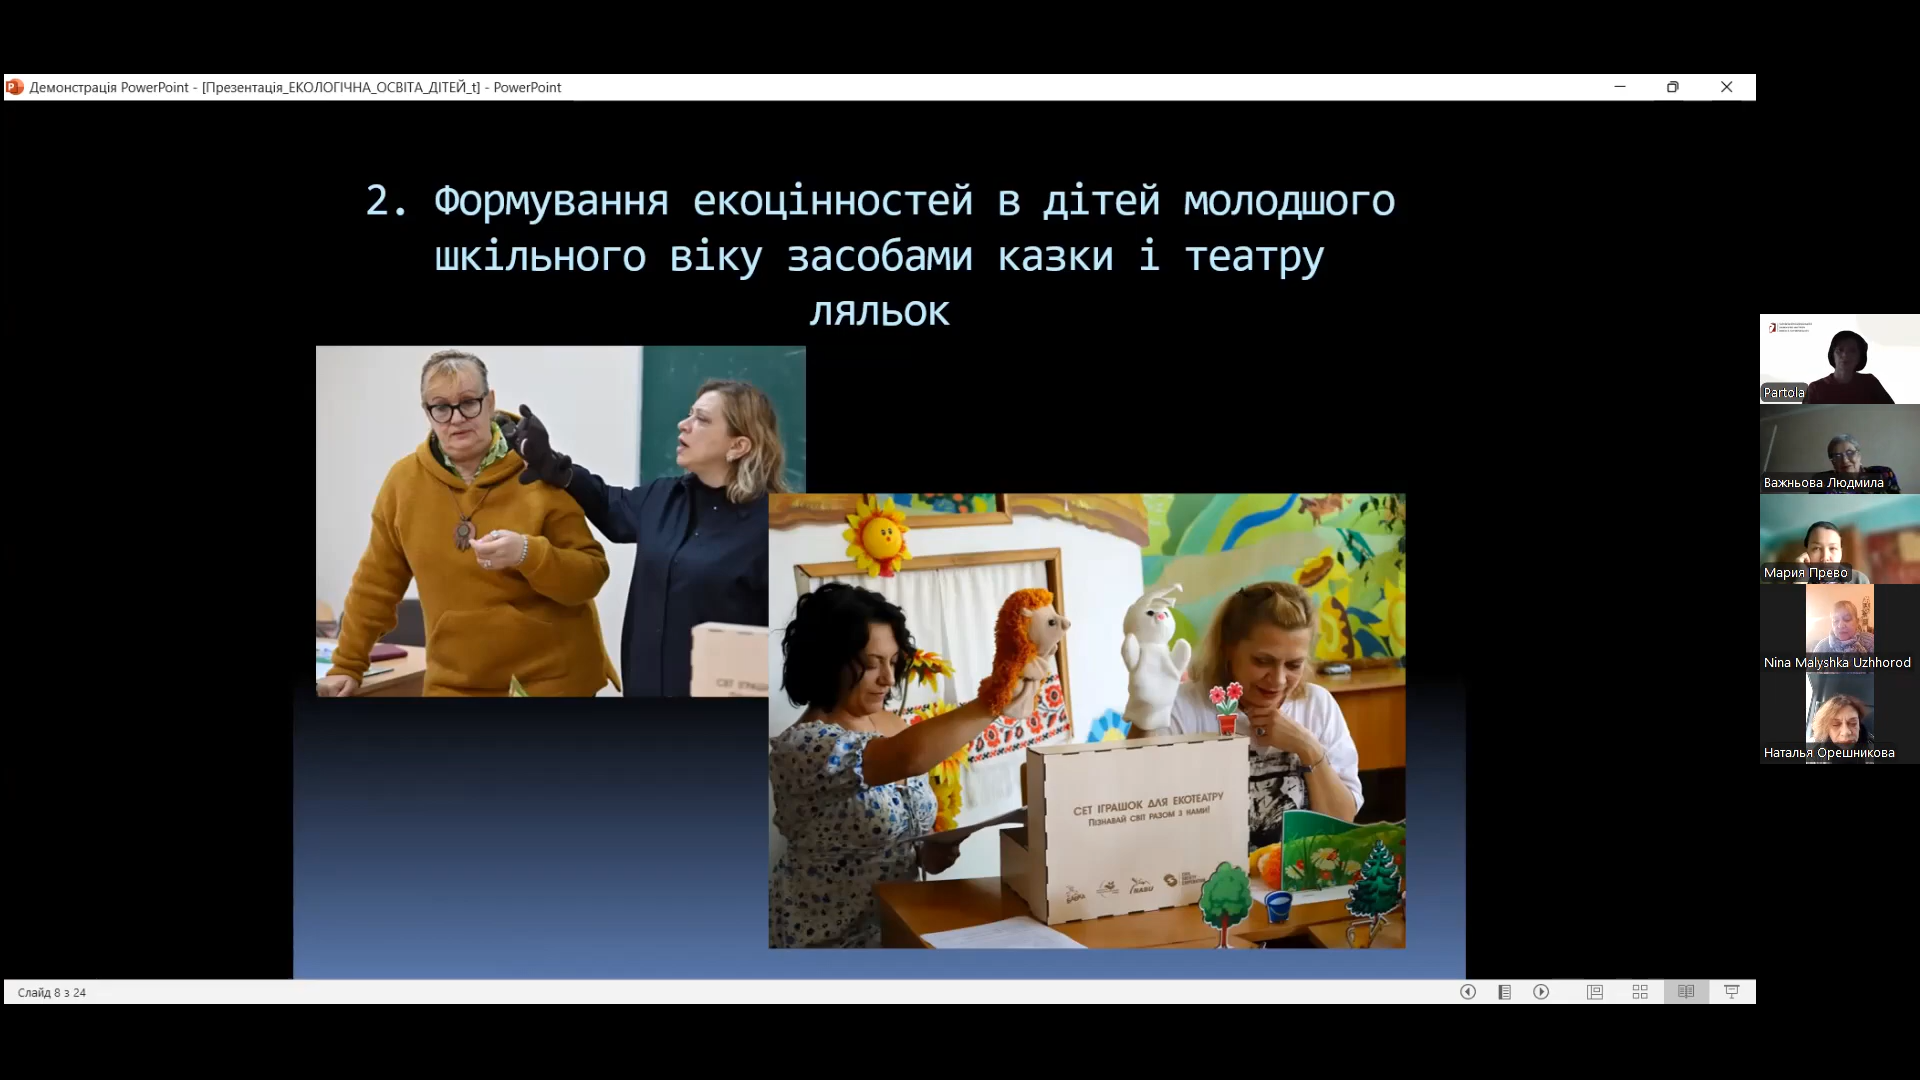 Демонстрація PowerPoint - [Презентація_ЕКОЛОГІЧНА_ОСВІТА_ДІТЕЙ_t] - PowerPoint
2. Формування екоцінностей в дітей молодшого
шкільного віку засобами казки і театру
ляльок
СЕТ ІГРАШОК ДЛЯ ЕКОТЕАТРУ
ПІЗНАВАЙ СВІТ РАЗОМ З НАМИ!
NABU
Partola
Важньова Людмила
Мария Прево
Nina Malyshka Uzhhorod
Наталья Орешникова
Слайд 8 з 24